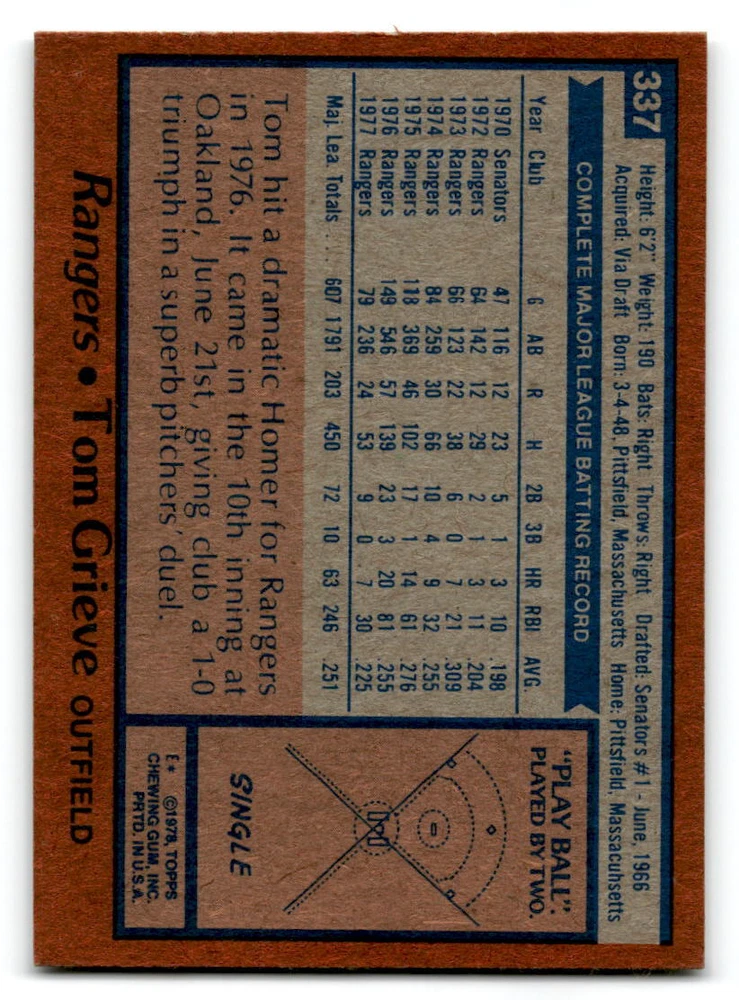 337
Height: 6'2" Weight: 190 Bats: Right Throws: Right Drafted: Senators #1 - June, 1966
Acquired: Via Draft Born: 3-4-48, Pittsfield, Massachusetts Home: Pittsfield, Massacuhsetts
COMPLETE MAJOR LEAGUE BATTING RECORD
Year Club G AB R H 2B 3B HR RBI AVG.
1970 Senators 47 116 12 23 5 1 3 10 .198
1972 Rangers 64 142 12 29 2 1 3 11 .204
1973 Rangers 66 123 22 38 6 0 7 21 .309
1974 Rangers 84 259 30 66 10 4 9 32 .255
1975 Rangers 118 369 46 102 17 1 14 61 .276
1976 Rangers 149 546 57 139 23 3 20 81 .255
1977 Rangers 79 236 24 53 9 0 7 30 .225
Maj. Lea. Totals ... 607 1791 203 450 72 10 63 246 .251
Tom hit a dramatic Homer for Rangers
in 1976. It came in the 10th inning at
Oakland, June 21st, giving club a 1-0
triumph in a superb pitchers' duel.
"PLAY BALL".
PLAYED BY TWO.
SINGLE
E* ©1978, TOPPS
CHEWING GUM, INC.
PRTD. IN U.S.A.
Rangers • Tom Grieve OUTFIELD